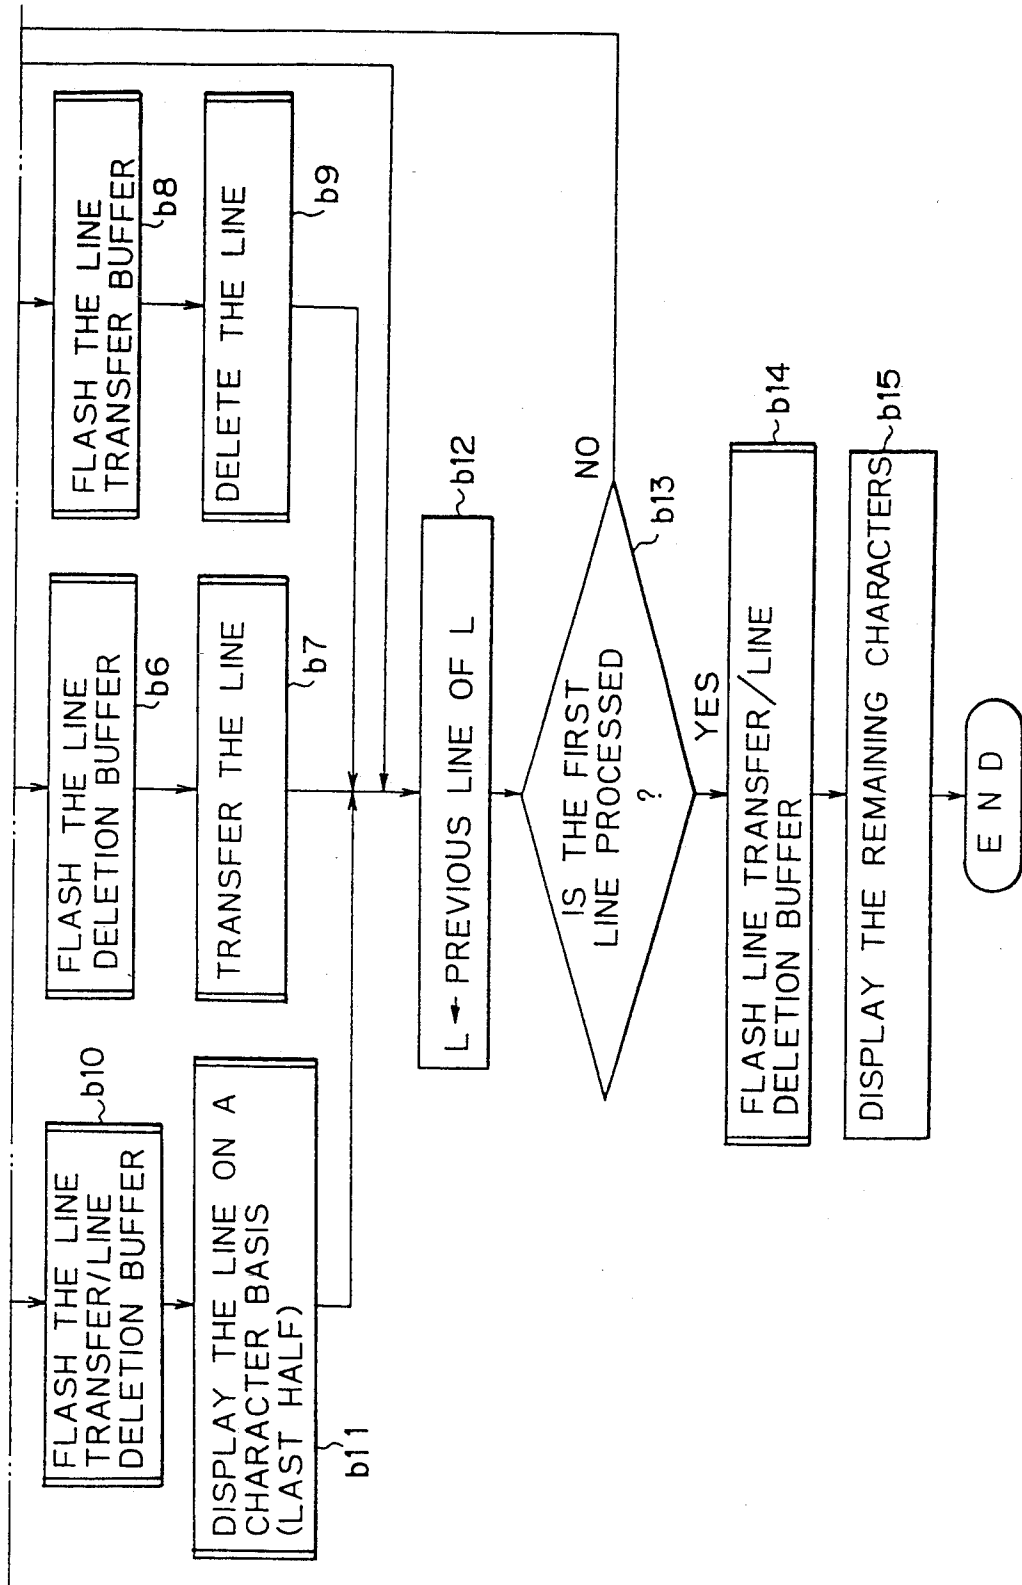 FLASH THE LINE
TRANSFER/LINE
DELETION BUFFER
b10
DISPLAY THE LINE ON A
CHARACTER BASIS
(LAST HALF)
b11
FLASH THE LINE
DELETION BUFFER
b6
TRANSFER THE LINE
b7
FLASH THE LINE
TRANSFER BUFFER
b8
DELETE THE LINE
b9
L ← PREVIOUS LINE OF L
b12
IS THE FIRST
LINE PROCESSED
?
b13
NO
YES
FLASH LINE TRANSFER/LINE
DELETION BUFFER
b14
DISPLAY THE REMAINING CHARACTERS
b15
END